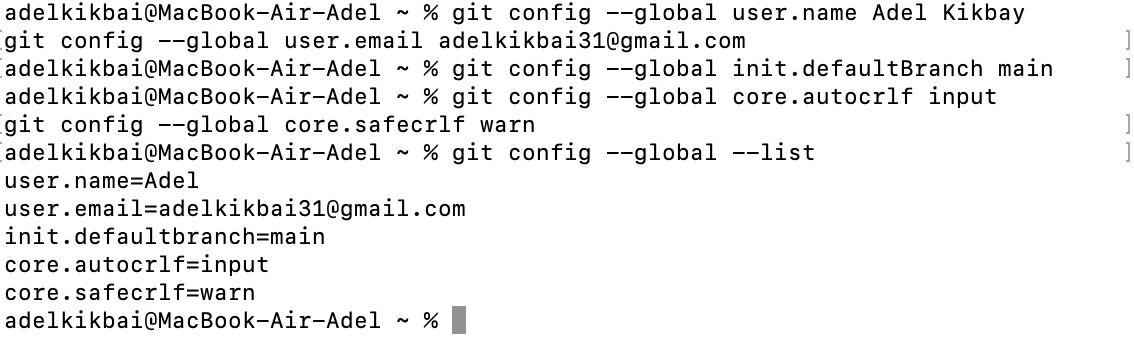 adelkikbai@MacBook-Air-Adel ~ % git config --global user.name Adel Kikbay
[git config --global user.email adelkikbai31@gmail.com ]
[adelkikbai@MacBook-Air-Adel ~ % git config --global init.defaultBranch main ]
adelkikbai@MacBook-Air-Adel ~ % git config --global core.autocrlf input
[git config --global core.safecrlf warn ]
[adelkikbai@MacBook-Air-Adel ~ % git config --global --list ]
user.name=Adel
user.email=adelkikbai31@gmail.com
init.defaultbranch=main
core.autocrlf=input
core.safecrlf=warn
adelkikbai@MacBook-Air-Adel ~ %